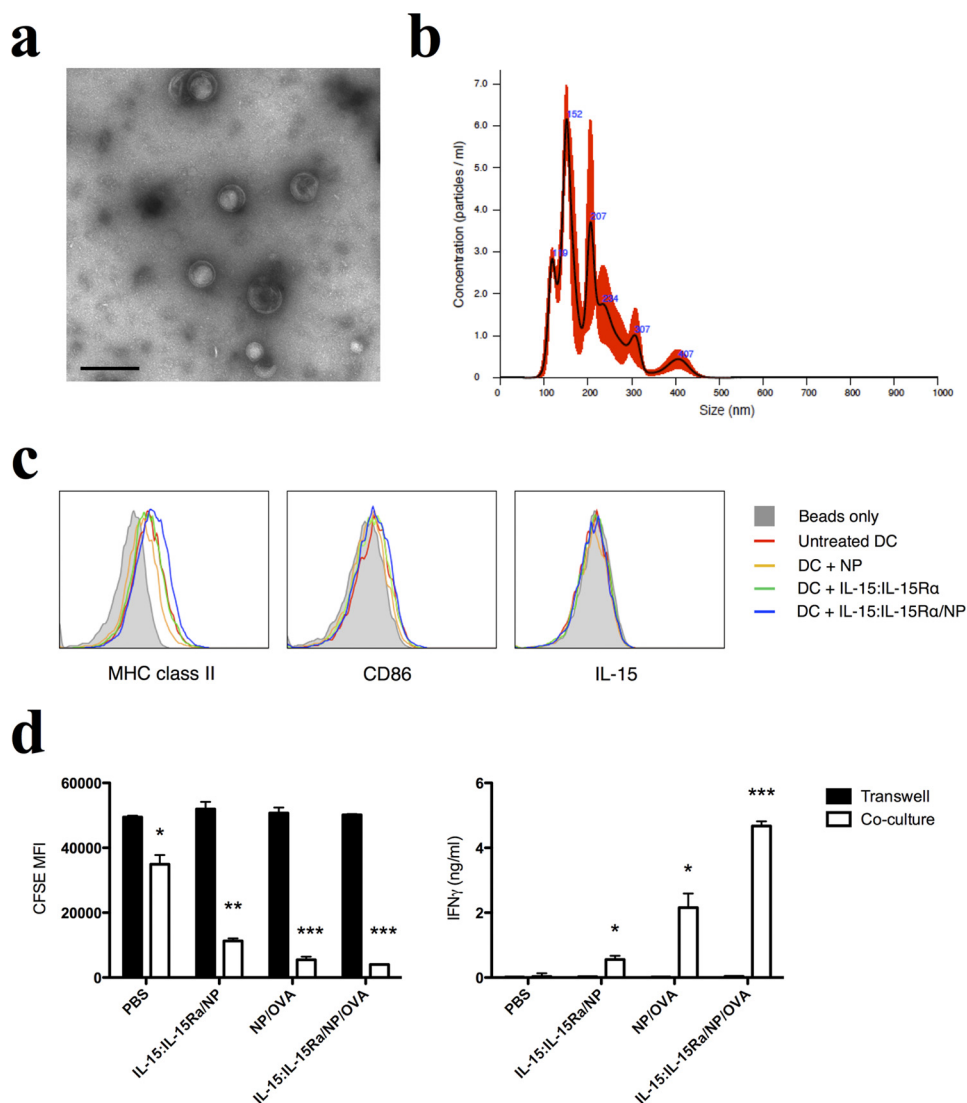 a
b
7.0
6.0
5.0
4.0
3.0
2.0
1.0
0
152
207
234
307
407
0 100 200 300 400 500 600 700 800 900 1000
Concentration (particles / ml)
Size (nm)
c
MHC class II
CD86
IL-15
Beads only
Untreated DC
DC + NP
DC + IL-15:IL-15Rα
DC + IL-15:IL-15Rα/NP
d
60000
40000
20000
0
CFSE MFI
*
**
***
***
PBS
IL-15:IL-15Ra/NP
NP/OVA
IL-15:IL-15Ra/NP/OVA
6
4
2
0
IFNγ (ng/ml)
*
*
***
PBS
IL-15:IL-15Ra/NP
NP/OVA
IL-15:IL-15Ra/NP/OVA
Transwell
Co-culture